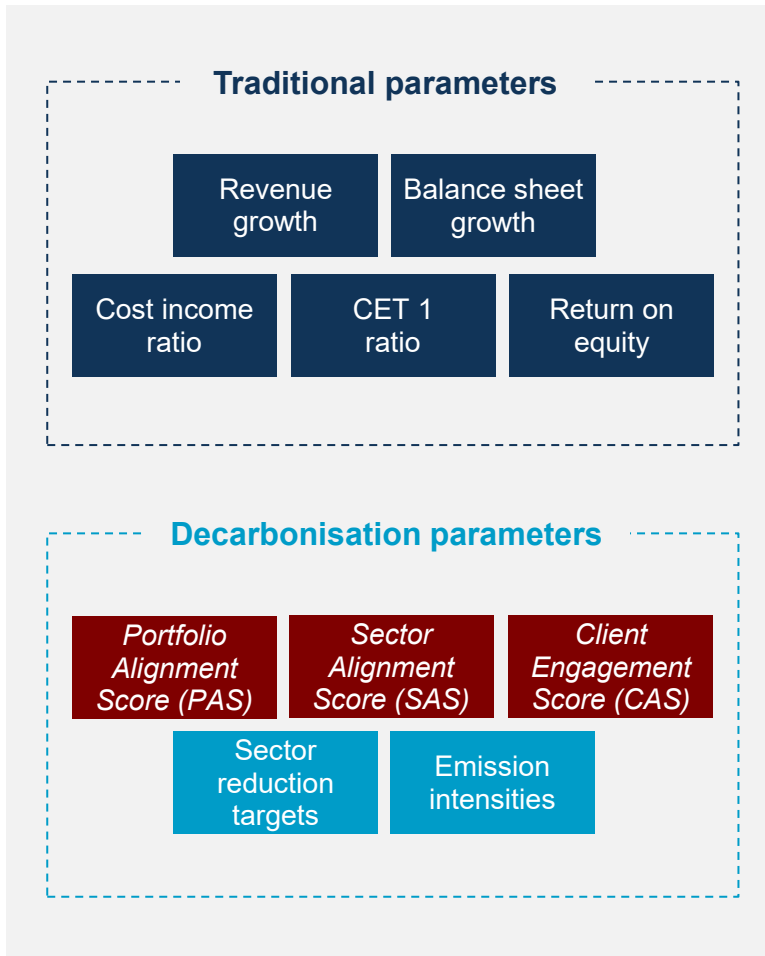 Traditional parameters
Revenue
growth
Balance sheet
growth
Cost income
ratio
CET 1
ratio
Return on
equity
Decarbonisation parameters
Portfolio
Alignment
Score (PAS)
Sector
Alignment
Score (SAS)
Client
Engagement
Score (CAS)
Sector
reduction
targets
Emission
intensities